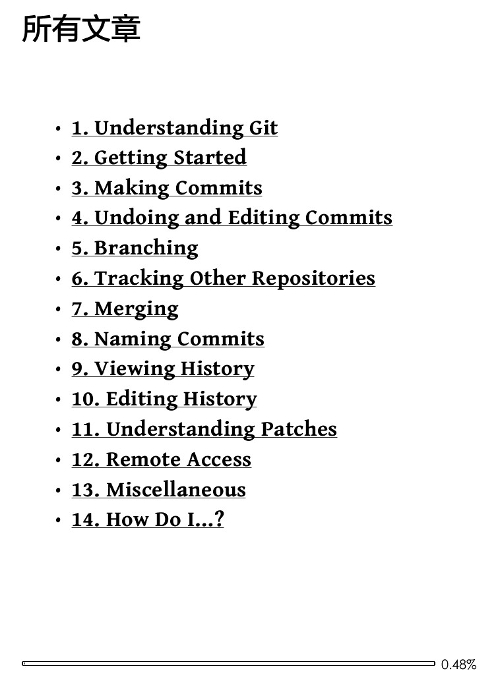 所有文章
• 1. Understanding Git
• 2. Getting Started
• 3. Making Commits
• 4. Undoing and Editing Commits
• 5. Branching
• 6. Tracking Other Repositories
• 7. Merging
• 8. Naming Commits
• 9. Viewing History
• 10. Editing History
• 11. Understanding Patches
• 12. Remote Access
• 13. Miscellaneous
• 14. How Do I…?
0.48%